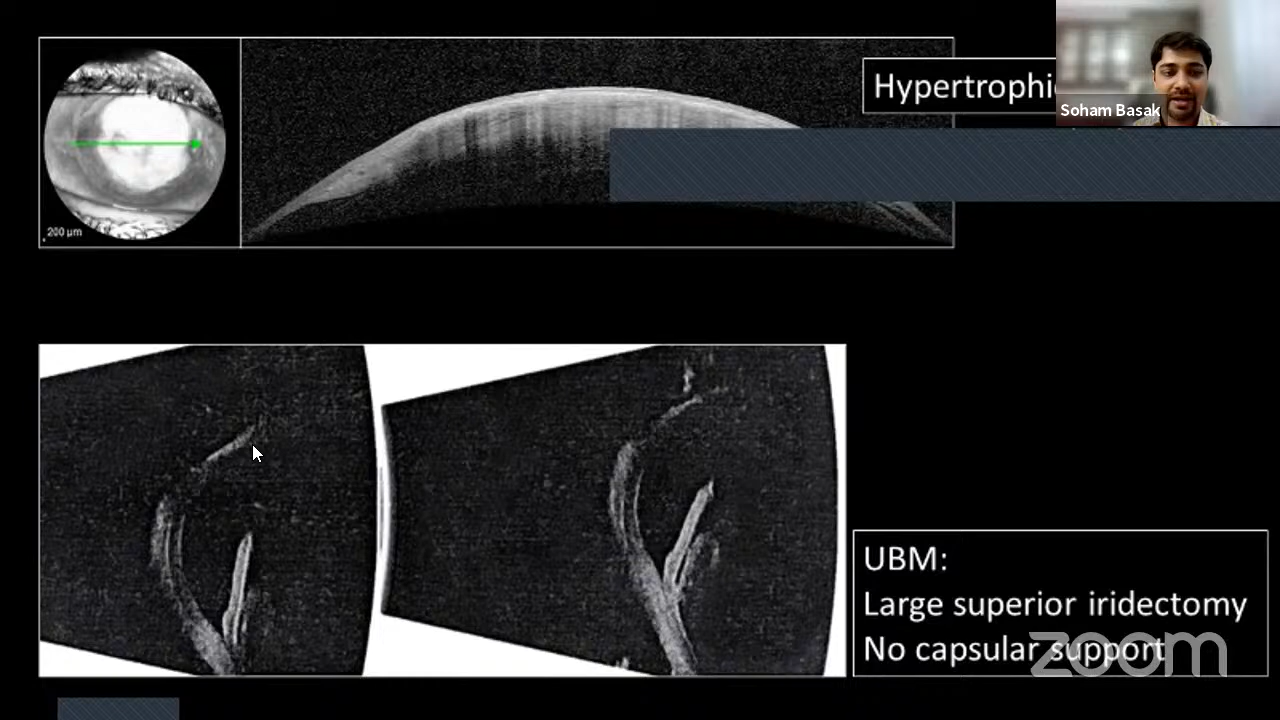 Hypertrophi
Soham Basak
200 µm
UBM:
Large superior iridectomy
No capsular support
zoom